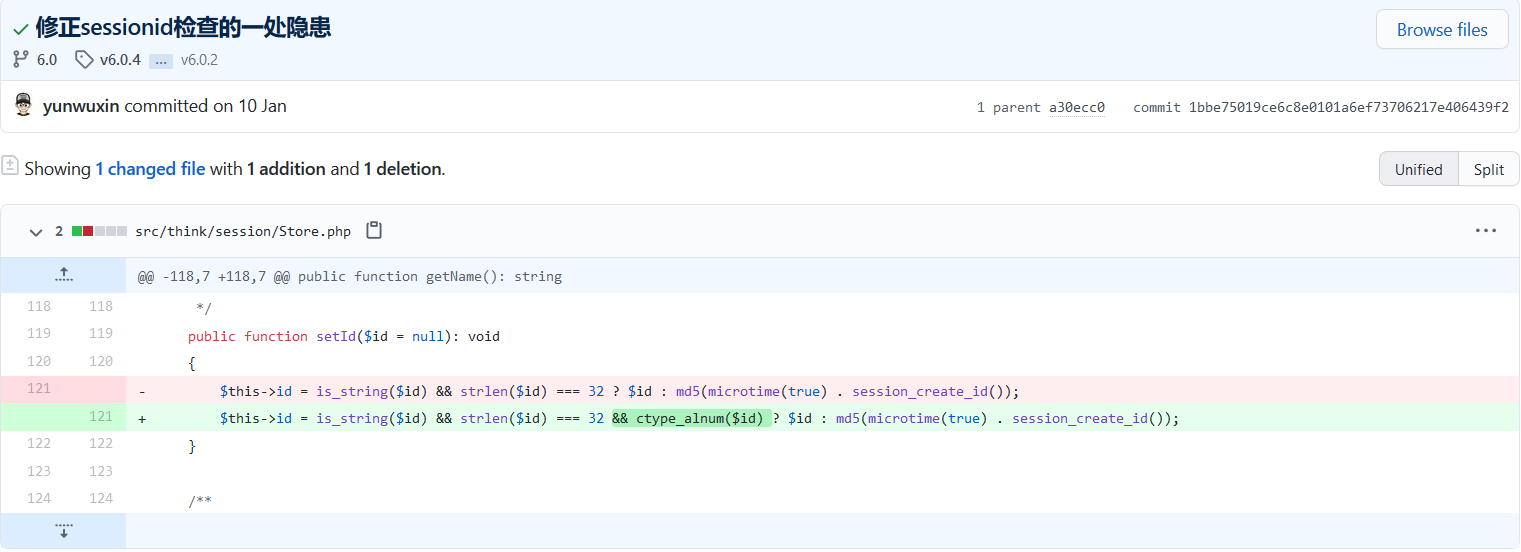 修正sessionid检查的一处隐患
Browse files
6.0 v6.0.4 ... v6.0.2
yunwuxin committed on 10 Jan
1 parent a30ecc0 commit 1bbe75019ce6c8e0101a6ef73706217e406439f2
Showing 1 changed file with 1 addition and 1 deletion.
Unified Split
2 src/think/session/Store.php
@@ -118,7 +118,7 @@ public function getName(): string
118 118 */
119 119 public function setId($id = null): void
120 120 {
121 - $this->id = is_string($id) && strlen($id) === 32 ? $id : md5(microtime(true) . session_create_id());
121 + $this->id = is_string($id) && strlen($id) === 32 && ctype_alnum($id) ? $id : md5(microtime(true) . session_create_id());
122 122 }
123 123
124 124 /**